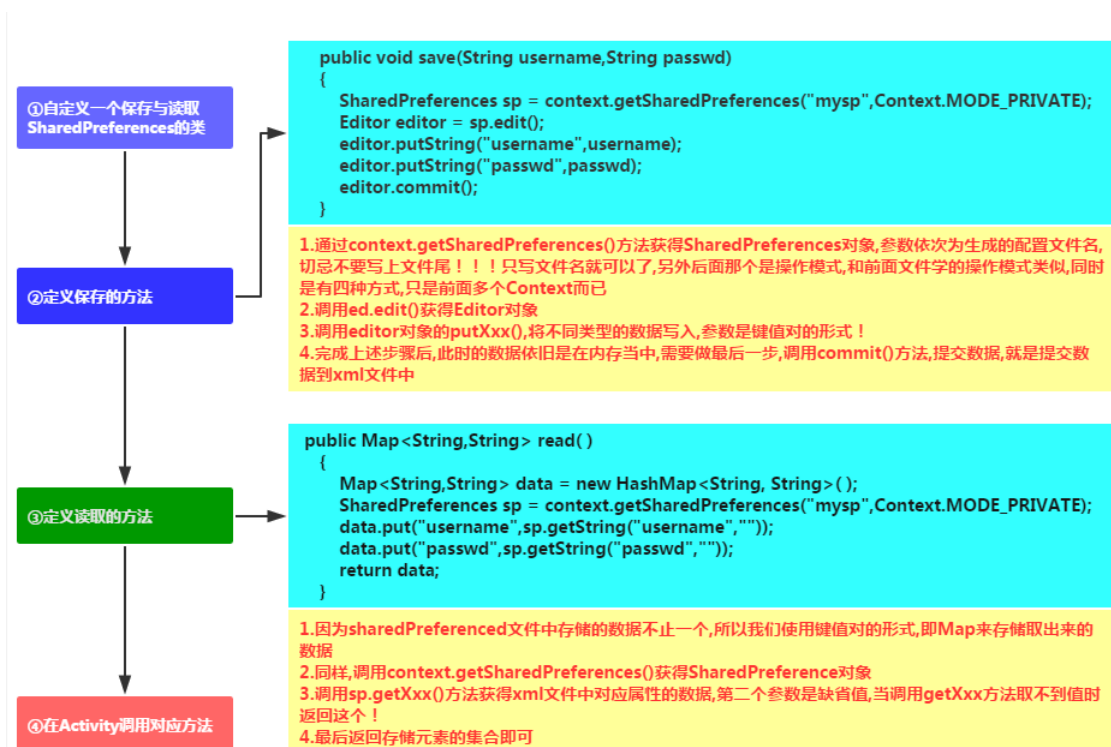 ①自定义一个保存与读取
SharedPreferences的类
②定义保存的方法
public void save(String username,String passwd)
{
SharedPreferences sp = context.getSharedPreferences("mysp",Context.MODE_PRIVATE);
Editor editor = sp.edit();
editor.putString("username",username);
editor.putString("passwd",passwd);
editor.commit();
}
1.通过context.getSharedPreferences()方法获得SharedPreferences对象,参数依次为生成的配置文件名,
切忌不要写上文件尾！！！只写文件名就可以了,另外后面那个是操作模式,和前面文件学的操作模式类似,同时
是有四种方式,只是前面多个Context而已
2.调用ed.edit()获得Editor对象
3.调用editor对象的putXxx(),将不同类型的数据写入,参数是键值对的形式！
4.完成上述步骤后,此时的数据依旧是在内存当中,需要做最后一步,调用commit()方法,提交数据,就是提交数
据到xml文件中
③定义读取的方法
public Map<String,String> read( )
{
Map<String,String> data = new HashMap<String, String>( );
SharedPreferences sp = context.getSharedPreferences("mysp",Context.MODE_PRIVATE);
data.put("username",sp.getString("username",""));
data.put("passwd",sp.getString("passwd",""));
return data;
}
1.因为sharedPreferenced文件中存储的数据不止一个,所以我们使用键值对的形式,即Map来存储取出来的
数据
2.同样,调用context.getSharedPreferences()获得SharedPreference对象
3.调用sp.getXxx()方法获得xml文件中对应属性的数据,第二个参数是缺省值,当调用getXxx方法取不到值时
返回这个！
4.最后返回存储元素的集合即可
④在Activity调用对应方法